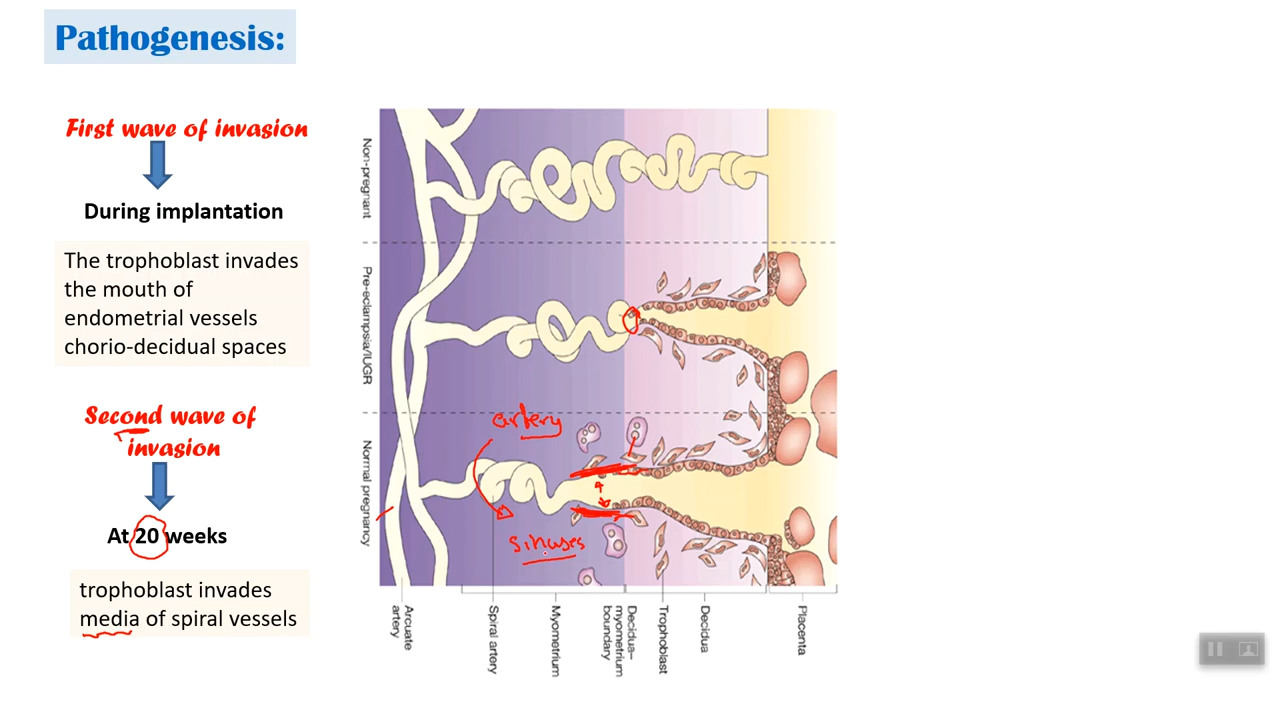 Pathogenesis:
First wave of invasion
During implantation
The trophoblast invades
the mouth of
endometrial vessels
chorio-decidual spaces
Second wave of
invasion
At 20 weeks
trophoblast invades
media of spiral vessels
Non-pregnant
Pre-eclampsia/IUGR
Normal pregnancy
artery
sinuses
Arcuate
artery
Spiral artery
Myometrium
Decidua–
myometrium
boundary
Trophoblast
Decidua
Placenta